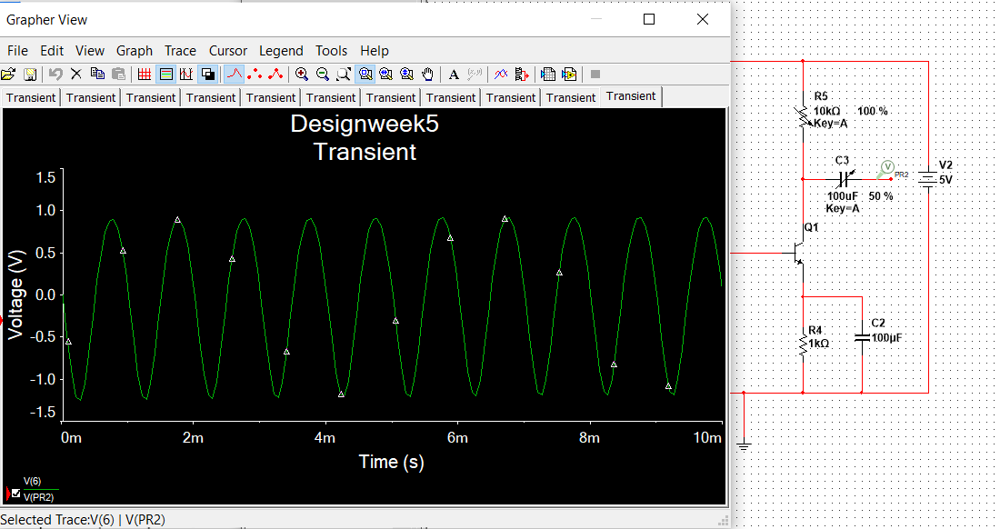 Grapher View
File Edit View Graph Trace Cursor Legend Tools Help
Transient Transient Transient Transient Transient Transient Transient Transient Transient Transient Transient
Designweek5
Transient
1.5
1.0
0.5
0.0
-0.5
-1.0
-1.5
Voltage (V)
0m 2m 4m 6m 8m 10m
Time (s)
V(6)
V(PR2)
Selected Trace:V(6) | V(PR2)
R5
10kΩ 100 %
Key=A
C3
V
PR2
100uF 50 %
Key=A
V2
5V
Q1
R4
1kΩ
C2
100µF